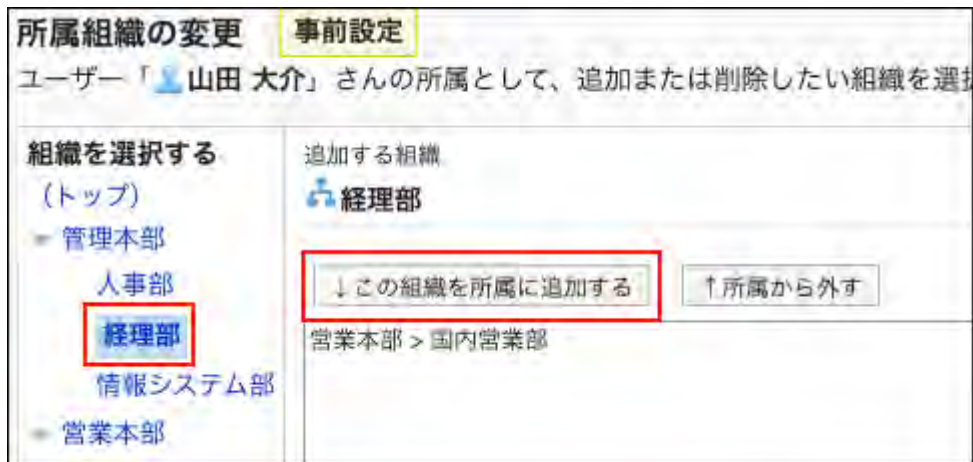 所属組織の変更 事前設定
ユーザー「山田 大介」さんの所属として、追加または削除したい組織を選
組織を選択する
(トップ)
管理本部
人事部
経理部
情報システム部
営業本部
追加する組織
経理部
↓この組織を所属に追加する ↑所属から外す
営業本部 > 国内営業部